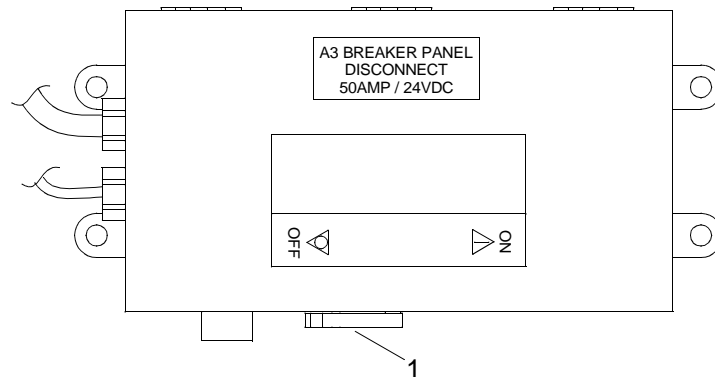 A3 BREAKER PANEL
DISCONNECT
50AMP / 24VDC
OFF
ON
1